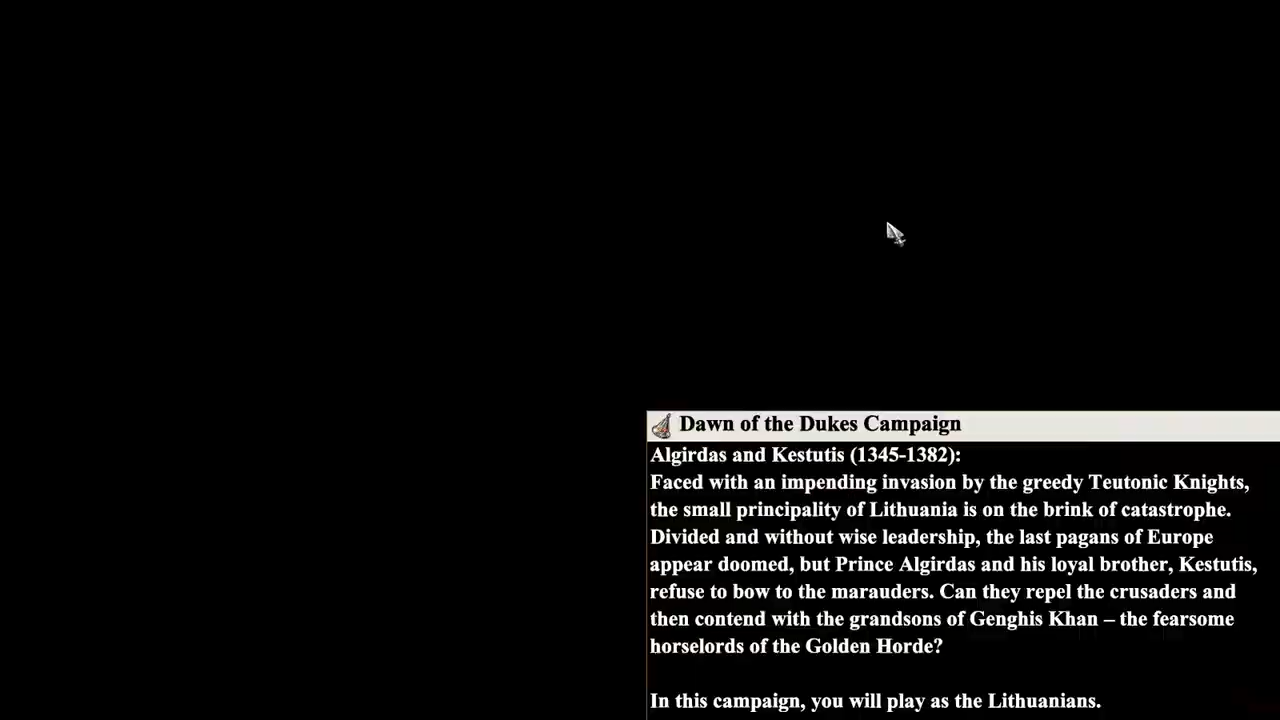 Dawn of the Dukes Campaign
Algirdas and Kestutis (1345-1382):
Faced with an impending invasion by the greedy Teutonic Knights,
the small principality of Lithuania is on the brink of catastrophe.
Divided and without wise leadership, the last pagans of Europe
appear doomed, but Prince Algirdas and his loyal brother, Kestutis,
refuse to bow to the marauders. Can they repel the crusaders and
then contend with the grandsons of Genghis Khan – the fearsome
horselords of the Golden Horde?
In this campaign, you will play as the Lithuanians.